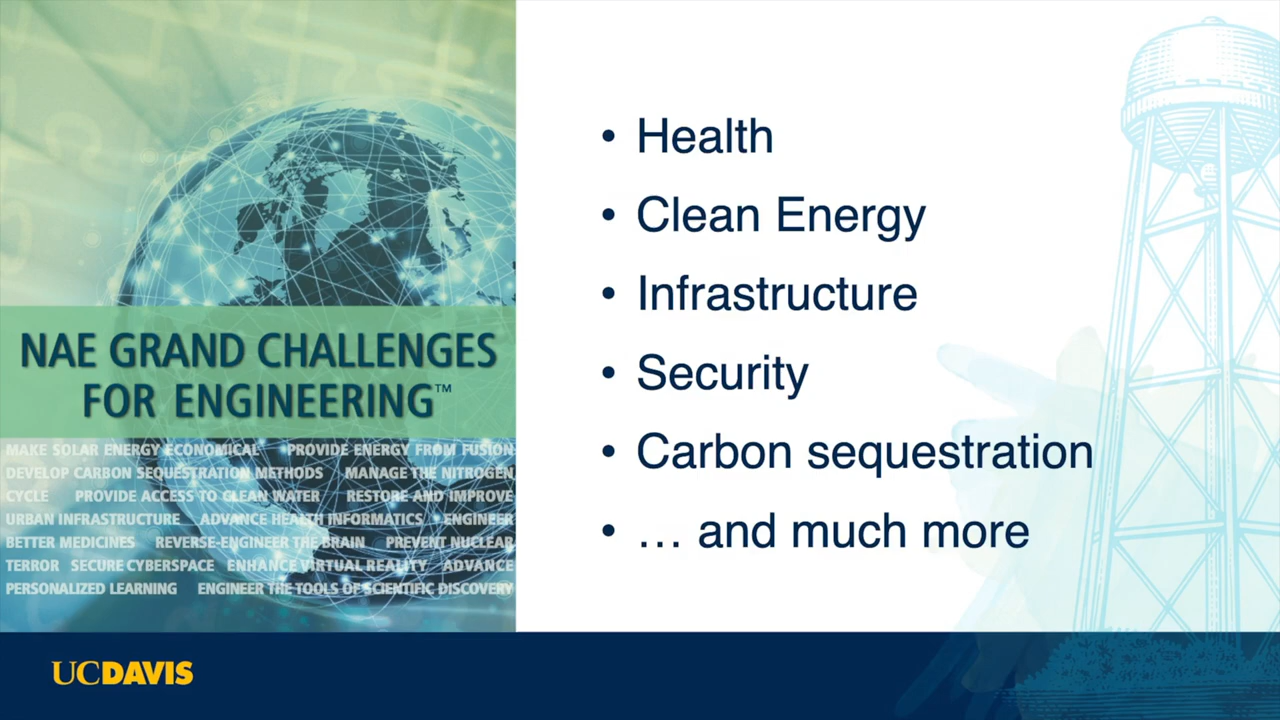 NAE GRAND CHALLENGES
FOR ENGINEERING™
MAKE SOLAR ENERGY ECONOMICAL PROVIDE ENERGY FROM FUSION
DEVELOP CARBON SEQUESTRATION METHODS MANAGE THE NITROGEN
CYCLE PROVIDE ACCESS TO CLEAN WATER RESTORE AND IMPROVE
URBAN INFRASTRUCTURE ADVANCE HEALTH INFORMATICS ENGINEER
BETTER MEDICINES REVERSE-ENGINEER THE BRAIN PREVENT NUCLEAR
TERROR SECURE CYBERSPACE ENHANCE VIRTUAL REALITY ADVANCE
PERSONALIZED LEARNING ENGINEER THE TOOLS OF SCIENTIFIC DISCOVERY
• Health
• Clean Energy
• Infrastructure
• Security
• Carbon sequestration
• … and much more
UCDAVIS